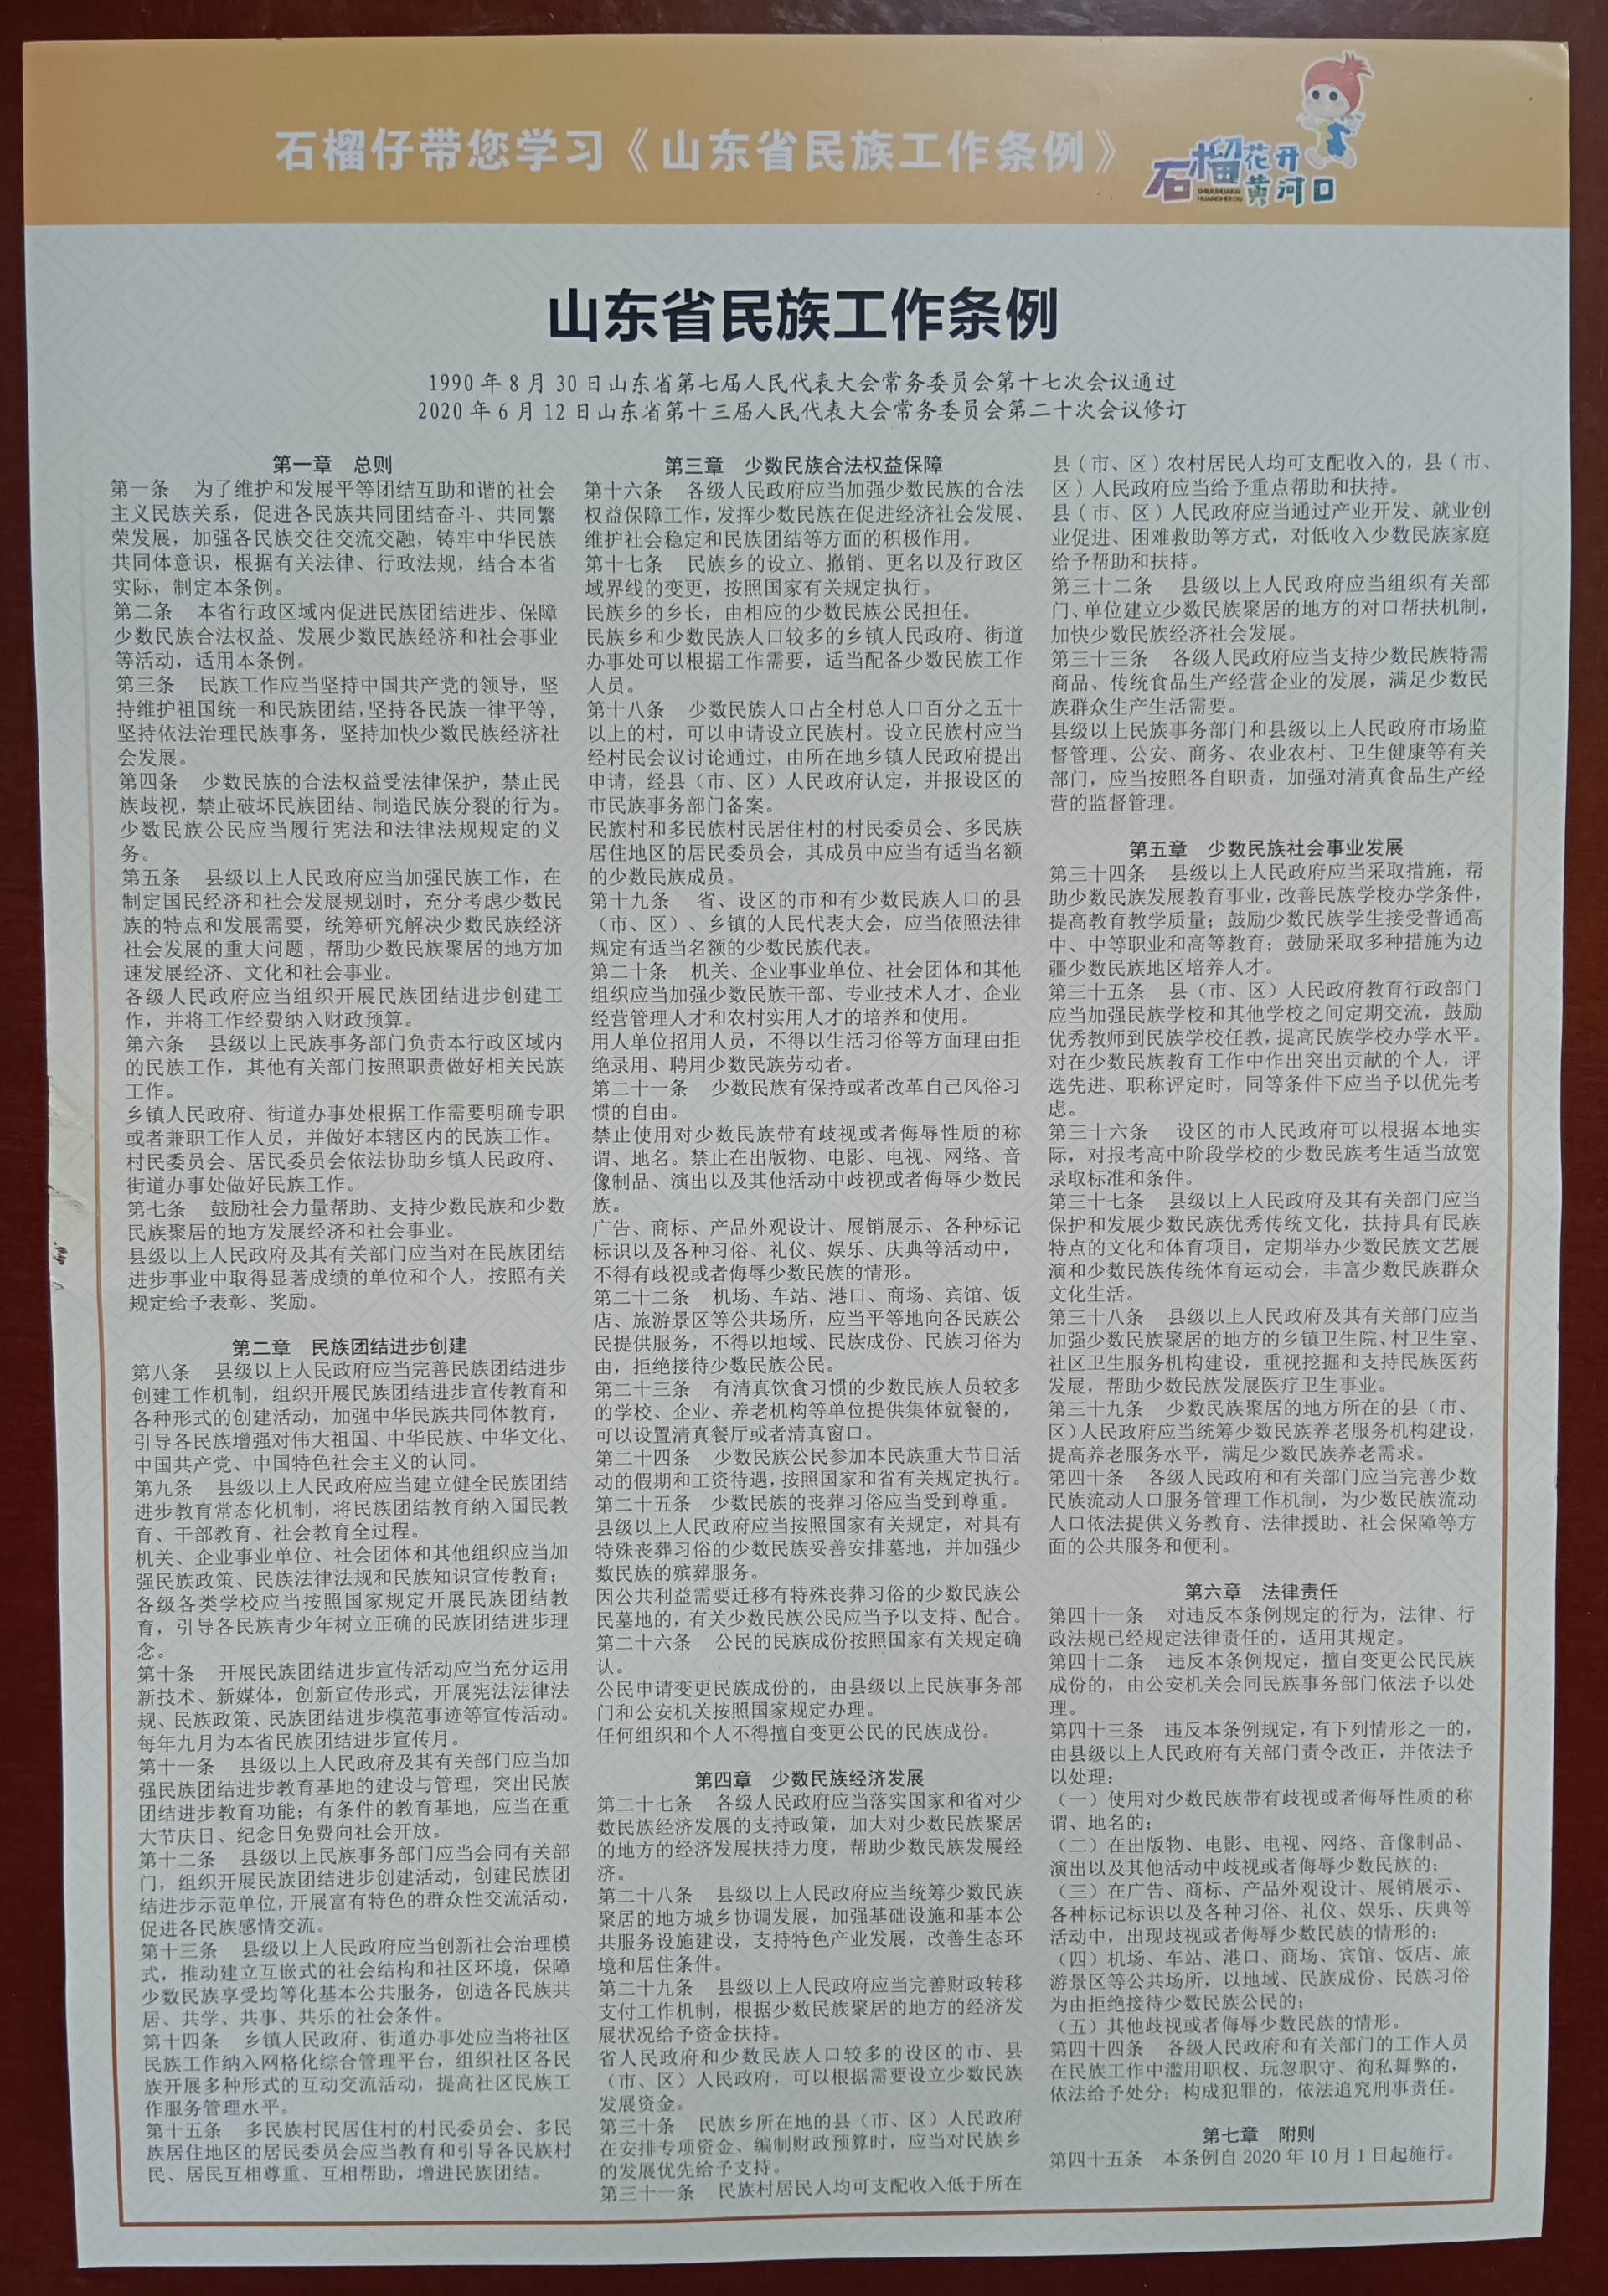 石榴仔带您学习《山东省民族工作条例》
石榴花开
黄河口
SHILIUHUAKAI
HUANGHEKOU
山东省民族工作条例
1990年8月30日山东省第七届人民代表大会常务委员会第十七次会议通过
2020年6月12日山东省第十三届人民代表大会常务委员会第二十次会议修订
第一章 总则
第一条 为了维护和发展平等团结互助和谐的社会
主义民族关系，促进各民族共同团结奋斗、共同繁
荣发展，加强各民族交往交流交融，铸牢中华民族
共同体意识，根据有关法律、行政法规，结合本省
实际，制定本条例。
第二条 本省行政区域内促进民族团结进步、保障
少数民族合法权益、发展少数民族经济和社会事业
等活动，适用本条例。
第三条 民族工作应当坚持中国共产党的领导，坚
持维护祖国统一和民族团结，坚持各民族一律平等，
坚持依法治理民族事务，坚持加快少数民族经济社
会发展。
第四条 少数民族的合法权益受法律保护，禁止民
族歧视，禁止破坏民族团结、制造民族分裂的行为。
少数民族公民应当履行宪法和法律法规规定的义
务。
第五条 县级以上人民政府应当加强民族工作，在
制定国民经济和社会发展规划时，充分考虑少数民
族的特点和发展需要，统筹研究解决少数民族经济
社会发展的重大问题，帮助少数民族聚居的地方加
速发展经济、文化和社会事业。
各级人民政府应当组织开展民族团结进步创建工
作，并将工作经费纳入财政预算。
第六条 县级以上民族事务部门负责本行政区域内
的民族工作，其他有关部门按照职责做好相关民族
工作。
乡镇人民政府、街道办事处根据工作需要明确专职
或者兼职工作人员，并做好本辖区内的民族工作。
村民委员会、居民委员会依法协助乡镇人民政府、
街道办事处做好民族工作。
第七条 鼓励社会力量帮助、支持少数民族和少数
民族聚居的地方发展经济和社会事业。
县级以上人民政府及其有关部门应当对在民族团结
进步事业中取得显著成绩的单位和个人，按照有关
规定给予表彰、奖励。
第二章 民族团结进步创建
第八条 县级以上人民政府应当完善民族团结进步
创建工作机制，组织开展民族团结进步宣传教育和
各种形式的创建活动，加强中华民族共同体教育，
引导各民族增强对伟大祖国、中华民族、中华文化、
中国共产党、中国特色社会主义的认同。
第九条 县级以上人民政府应当建立健全民族团结
进步教育常态化机制，将民族团结教育纳入国民教
育、干部教育、社会教育全过程。
机关、企业事业单位、社会团体和其他组织应当加
强民族政策、民族法律法规和民族知识宣传教育；
各级各类学校应当按照国家规定开展民族团结教
育，引导各民族青少年树立正确的民族团结进步理
念。
第十条 开展民族团结进步宣传活动应当充分运用
新技术、新媒体，创新宣传形式，开展宪法法律法
规、民族政策、民族团结进步模范事迹等宣传活动。
每年九月为本省民族团结进步宣传月。
第十一条 县级以上人民政府及其有关部门应当加
强民族团结进步教育基地的建设与管理，突出民族
团结进步教育功能；有条件的教育基地，应当在重
大节庆日、纪念日免费向社会开放。
第十二条 县级以上民族事务部门应当会同有关部
门，组织开展民族团结进步创建活动，创建民族团
结进步示范单位，开展富有特色的群众性交流活动，
促进各民族感情交流。
第十三条 县级以上人民政府应当创新社会治理模
式，推动建立互嵌式的社会结构和社区环境，保障
少数民族享受均等化基本公共服务，创造各民族共
居、共学、共事、共乐的社会条件。
第十四条 乡镇人民政府、街道办事处应当将社区
民族工作纳入网格化综合管理平台，组织社区各民
族开展多种形式的互动交流活动，提高社区民族工
作服务管理水平。
第十五条 多民族村民居住村的村民委员会、多民
族居住地区的居民委员会应当教育和引导各民族村
民、居民互相尊重、互相帮助，增进民族团结。
第三章 少数民族合法权益保障
第十六条 各级人民政府应当加强少数民族的合法
权益保障工作，发挥少数民族在促进经济社会发展、
维护社会稳定和民族团结等方面的积极作用。
第十七条 民族乡的设立、撤销、更名以及行政区
域界线的变更，按照国家有关规定执行。
民族乡的乡长，由相应的少数民族公民担任。
民族乡和少数民族人口较多的乡镇人民政府、街道
办事处可以根据工作需要，适当配备少数民族工作
人员。
第十八条 少数民族人口占全村总人口百分之五十
以上的村，可以申请设立民族村。设立民族村应当
经村民会议讨论通过，由所在地乡镇人民政府提出
申请，经县（市、区）人民政府认定，并报设区的
市民族事务部门备案。
民族村和多民族村民居住村的村民委员会、多民族
居住地区的居民委员会，其成员中应当有适当名额
的少数民族成员。
第十九条 省、设区的市和有少数民族人口的县
（市、区）、乡镇的人民代表大会，应当依照法律
规定有适当名额的少数民族代表。
第二十条 机关、企业事业单位、社会团体和其他
组织应当加强少数民族干部、专业技术人才、企业
经营管理人才和农村实用人才的培养和使用。
用人单位招用人员，不得以生活习俗等方面理由拒
绝录用、聘用少数民族劳动者。
第二十一条 少数民族有保持或者改革自己风俗习
惯的自由。
禁止使用对少数民族带有歧视或者侮辱性质的称
谓、地名。禁止在出版物、电影、电视、网络、音
像制品、演出以及其他活动中歧视或者侮辱少数民
族。
广告、商标、产品外观设计、展销展示、各种标记
标识以及各种习俗、礼仪、娱乐、庆典等活动中，
不得有歧视或者侮辱少数民族的情形。
第二十二条 机场、车站、港口、商场、宾馆、饭
店、旅游景区等公共场所，应当平等地向各民族公
民提供服务，不得以地域、民族成份、民族习俗为
由，拒绝接待少数民族公民。
第二十三条 有清真饮食习惯的少数民族人员较多
的学校、企业、养老机构等单位提供集体就餐的，
可以设置清真餐厅或者清真窗口。
第二十四条 少数民族公民参加本民族重大节日活
动的假期和工资待遇，按照国家和省有关规定执行。
第二十五条 少数民族的丧葬习俗应当受到尊重。
县级以上人民政府应当按照国家有关规定，对具有
特殊丧葬习俗的少数民族妥善安排墓地，并加强少
数民族的殡葬服务。
因公共利益需要迁移有特殊丧葬习俗的少数民族公
民墓地的，有关少数民族公民应当予以支持、配合。
第二十六条 公民的民族成份按照国家有关规定确
认。
公民申请变更民族成份的，由县级以上民族事务部
门和公安机关按照国家规定办理。
任何组织和个人不得擅自变更公民的民族成份。
第四章 少数民族经济发展
第二十七条 各级人民政府应当落实国家和省对少
数民族经济发展的支持政策，加大对少数民族聚居
的地方的经济发展扶持力度，帮助少数民族发展经
济。
第二十八条 县级以上人民政府应当统筹少数民族
聚居的地方城乡协调发展，加强基础设施和基本公
共服务设施建设，支持特色产业发展，改善生态环
境和居住条件。
第二十九条 县级以上人民政府应当完善财政转移
支付工作机制，根据少数民族聚居的地方的经济发
展状况给予资金扶持。
省人民政府和少数民族人口较多的设区的市、县
（市、区）人民政府，可以根据需要设立少数民族
发展资金。
第三十条 民族乡所在地的县（市、区）人民政府
在安排专项资金、编制财政预算时，应当对民族乡
的发展优先给予支持。
第三十一条 民族村居民人均可支配收入低于所在
县（市、区）农村居民人均可支配收入的，县（市、
区）人民政府应当给予重点帮助和扶持。
县（市、区）人民政府应当通过产业开发、就业创
业促进、困难救助等方式，对低收入少数民族家庭
给予帮助和扶持。
第三十二条 县级以上人民政府应当组织有关部
门、单位建立少数民族聚居的地方的对口帮扶机制，
加快少数民族经济社会发展。
第三十三条 各级人民政府应当支持少数民族特需
商品、传统食品生产经营企业的发展，满足少数民
族群众生产生活需要。
县级以上民族事务部门和县级以上人民政府市场监
督管理、公安、商务、农业农村、卫生健康等有关
部门，应当按照各自职责，加强对清真食品生产经
营的监督管理。
第五章 少数民族社会事业发展
第三十四条 县级以上人民政府应当采取措施，帮
助少数民族发展教育事业，改善民族学校办学条件，
提高教育教学质量；鼓励少数民族学生接受普通高
中、中等职业和高等教育；鼓励采取多种措施为边
疆少数民族地区培养人才。
第三十五条 县（市、区）人民政府教育行政部门
应当加强民族学校和其他学校之间定期交流，鼓励
优秀教师到民族学校任教，提高民族学校办学水平。
对在少数民族教育工作中作出突出贡献的个人，评
选先进、职称评定时，同等条件下应当予以优先考
虑。
第三十六条 设区的市人民政府可以根据本地实
际，对报考高中阶段学校的少数民族考生适当放宽
录取标准和条件。
第三十七条 县级以上人民政府及其有关部门应当
保护和发展少数民族优秀传统文化，扶持具有民族
特点的文化和体育项目，定期举办少数民族文艺展
演和少数民族传统体育运动会，丰富少数民族群众
文化生活。
第三十八条 县级以上人民政府及其有关部门应当
加强少数民族聚居的地方的乡镇卫生院、村卫生室、
社区卫生服务机构建设，重视挖掘和支持民族医药
发展，帮助少数民族发展医疗卫生事业。
第三十九条 少数民族聚居的地方所在的县（市、
区）人民政府应当统筹少数民族养老服务机构建设，
提高养老服务水平，满足少数民族养老需求。
第四十条 各级人民政府和有关部门应当完善少数
民族流动人口服务管理工作机制，为少数民族流动
人口依法提供义务教育、法律援助、社会保障等方
面的公共服务和便利。
第六章 法律责任
第四十一条 对违反本条例规定的行为，法律、行
政法规已经规定法律责任的，适用其规定。
第四十二条 违反本条例规定，擅自变更公民民族
成份的，由公安机关会同民族事务部门依法予以处
理。
第四十三条 违反本条例规定，有下列情形之一的，
由县级以上人民政府有关部门责令改正，并依法予
以处理：
（一）使用对少数民族带有歧视或者侮辱性质的称
谓、地名的；
（二）在出版物、电影、电视、网络、音像制品、
演出以及其他活动中歧视或者侮辱少数民族的；
（三）在广告、商标、产品外观设计、展销展示、
各种标记标识以及各种习俗、礼仪、娱乐、庆典等
活动中，出现歧视或者侮辱少数民族的情形的；
（四）机场、车站、港口、商场、宾馆、饭店、旅
游景区等公共场所，以地域、民族成份、民族习俗
为由拒绝接待少数民族公民的；
（五）其他歧视或者侮辱少数民族的情形。
第四十四条 各级人民政府和有关部门的工作人员
在民族工作中滥用职权、玩忽职守、徇私舞弊的，
依法给予处分；构成犯罪的，依法追究刑事责任。
第七章 附则
第四十五条 本条例自2020年10月1日起施行。